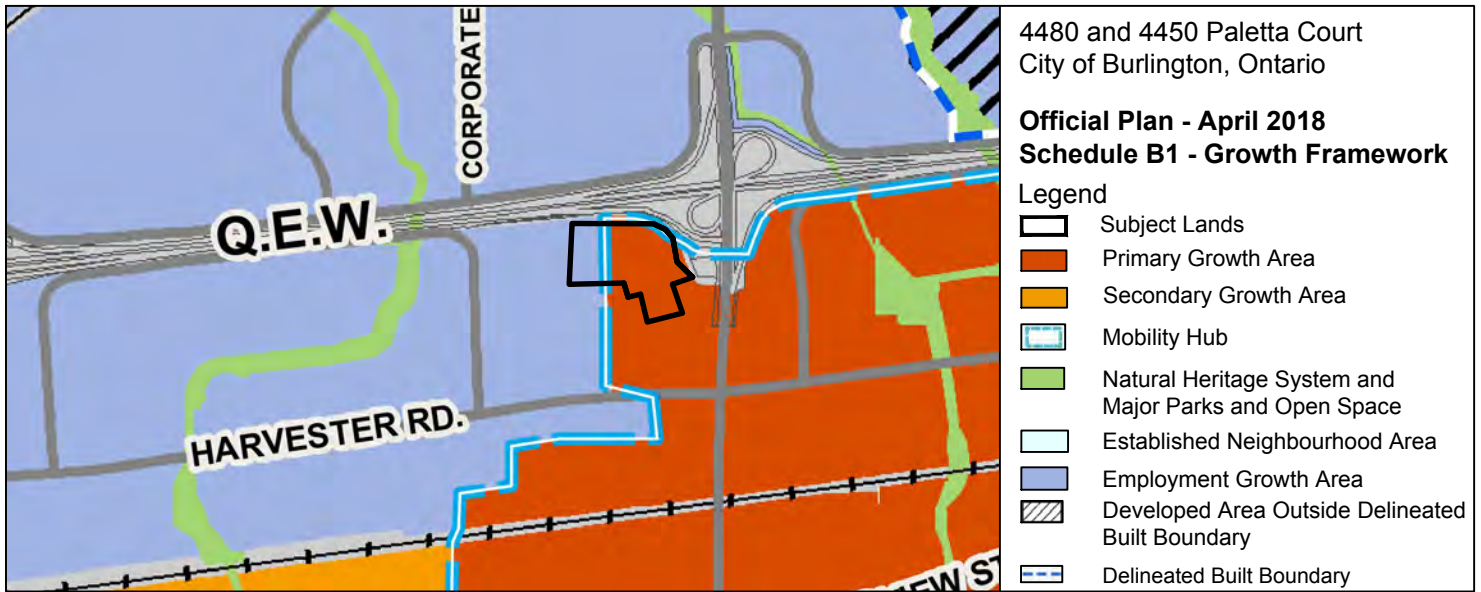 CORPORATE
Q.E.W.
HARVESTER RD.
4480 and 4450 Paletta Court
City of Burlington, Ontario
Official Plan - April 2018
Schedule B1 - Growth Framework
Legend
Subject Lands
Primary Growth Area
Secondary Growth Area
Mobility Hub
Natural Heritage System and
Major Parks and Open Space
Established Neighbourhood Area
Employment Growth Area
Developed Area Outside Delineated
Built Boundary
Delineated Built Boundary